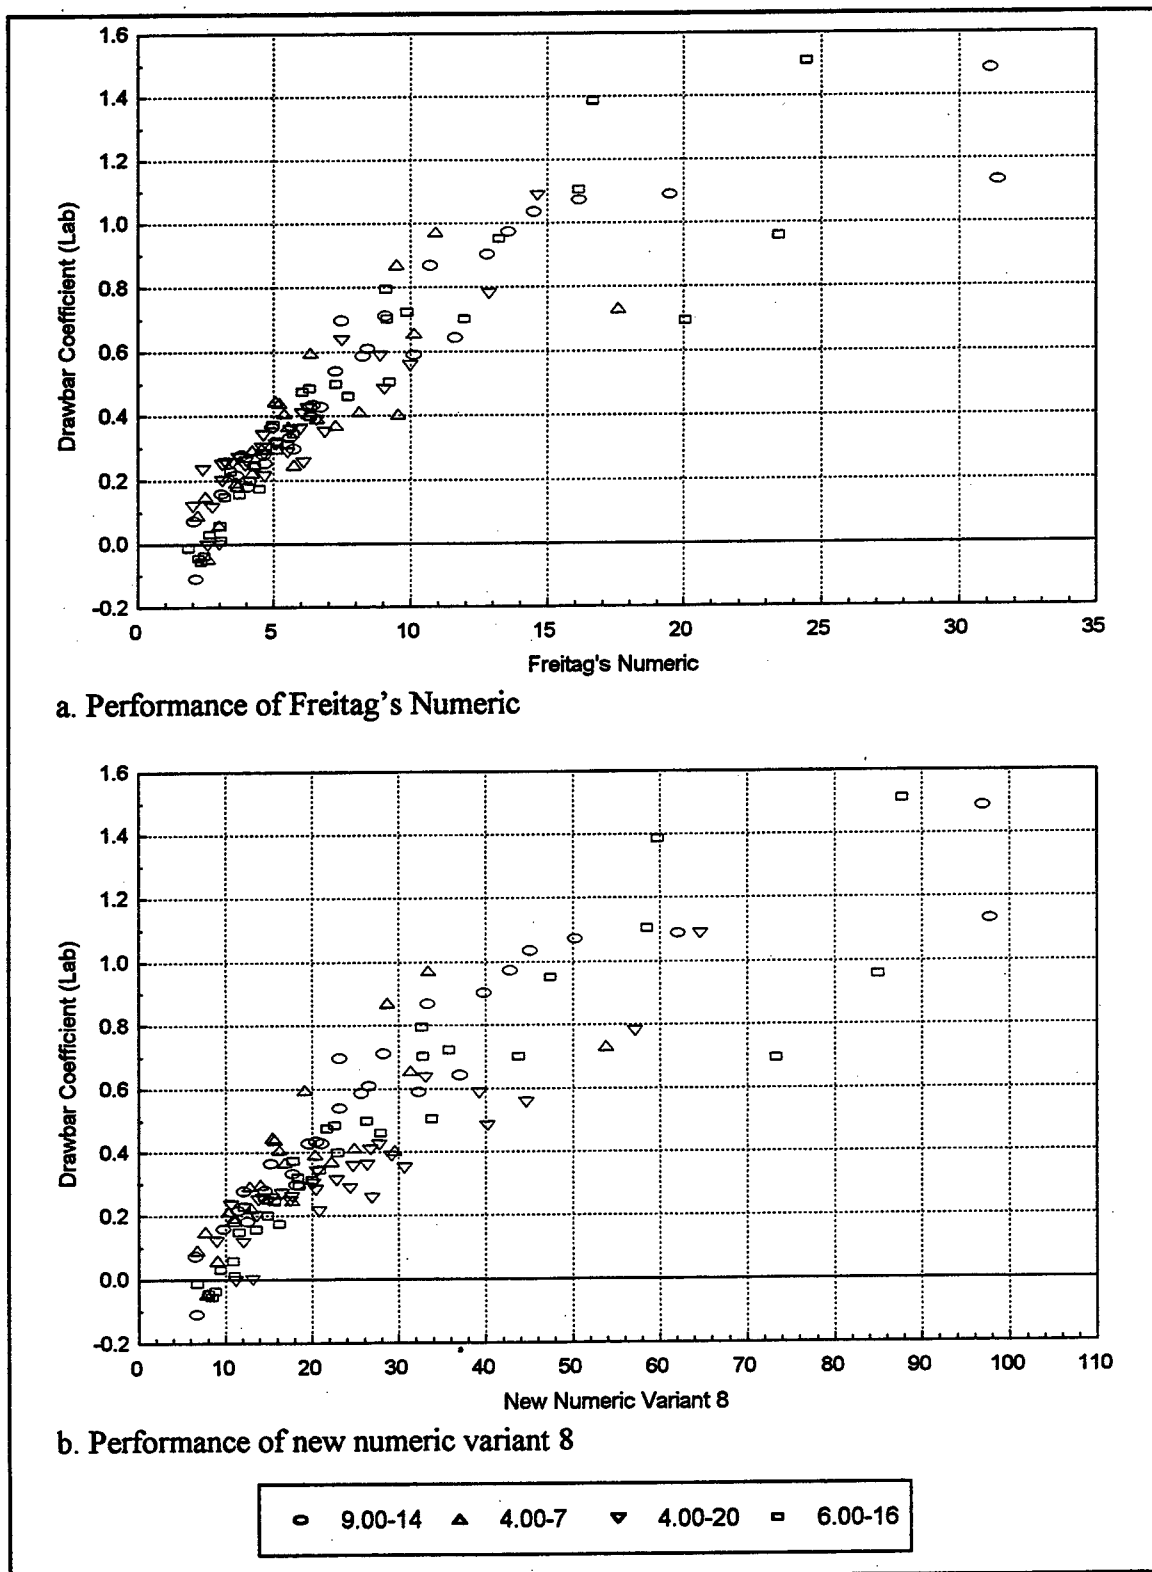 1.6
1.4
1.2
1.0
0.8
0.6
0.4
0.2
0.0
-0.2
Drawbar Coefficient (Lab)
0 5 10 15 20 25 30 35
Freitag's Numeric
a. Performance of Freitag's Numeric
1.6
1.4
1.2
1.0
0.8
0.6
0.4
0.2
0.0
-0.2
Drawbar Coefficient (Lab)
0 10 20 30 40 50 60 70 80 90 100 110
New Numeric Variant 8
b. Performance of new numeric variant 8
9.00-14 4.00-7 4.00-20 6.00-16